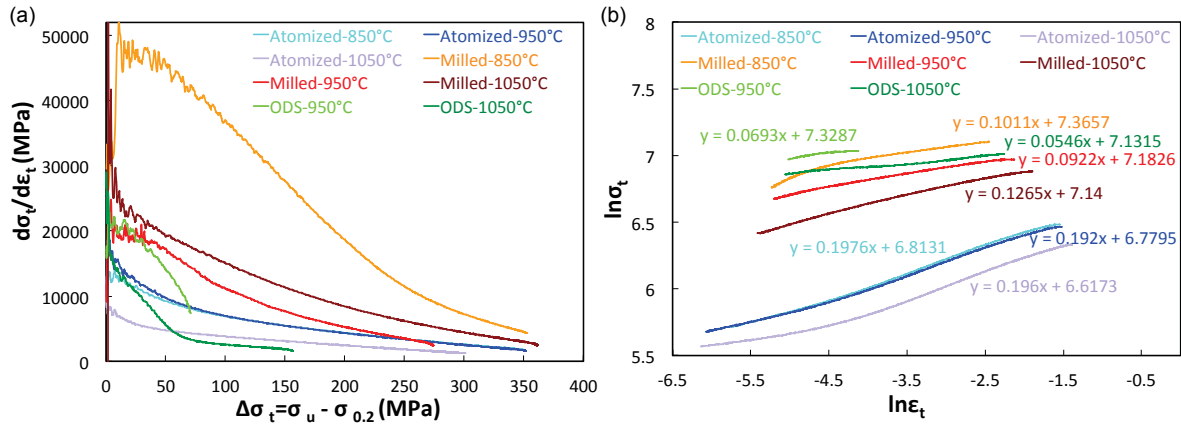 (a)
50000
40000
30000
20000
10000
0
dσt/dεt (MPa)
Atomized-850°C Atomized-950°C
Atomized-1050°C Milled-850°C
Milled-950°C Milled-1050°C
ODS-950°C ODS-1050°C
0 50 100 150 200 250 300 350 400
Δσ t=σ u - σ 0.2 (MPa)
(b)
8
7.5
7
6.5
6
5.5
lnσt
Atomized-850°C Atomized-950°C Atomized-1050°C
Milled-850°C Milled-950°C Milled-1050°C
ODS-950°C ODS-1050°C
y = 0.1011x + 7.3657
y = 0.0693x + 7.3287
y = 0.0546x + 7.1315
y = 0.0922x + 7.1826
y = 0.1265x + 7.14
y = 0.1976x + 6.8131
y = 0.192x + 6.7795
y = 0.196x + 6.6173
-6.5 -5.5 -4.5 -3.5 -2.5 -1.5 -0.5 0.5
lnεt